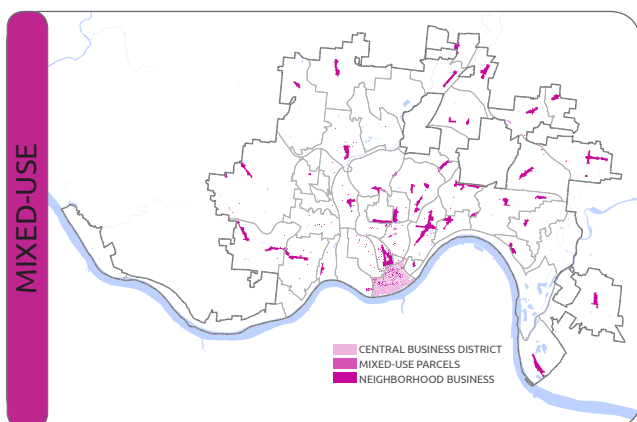 MIXED-USE
CENTRAL BUSINESS DISTRICT
MIXED-USE PARCELS
NEIGHBORHOOD BUSINESS